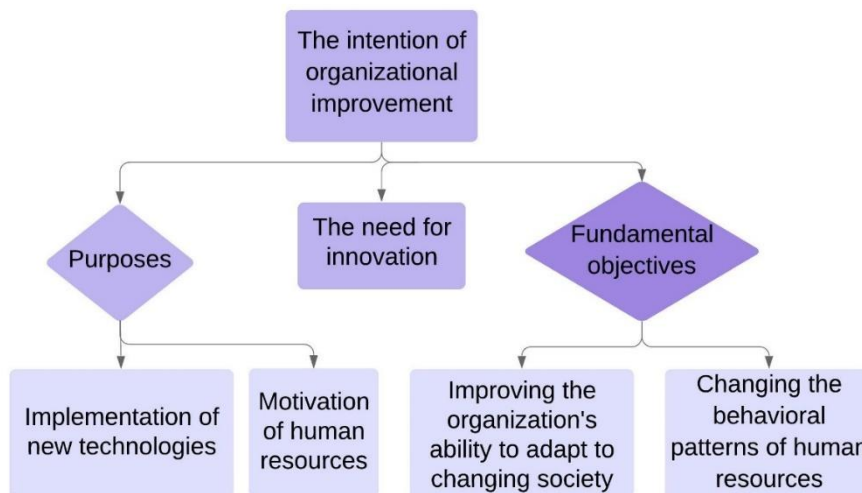 The intention of
organizational
improvement
Purposes
The need for
innovation
Fundamental
objectives
Implementation of
new technologies
Motivation
of human
resources
Improving the
organization's
ability to adapt to
changing society
Changing the
behavioral
patterns of human
resources